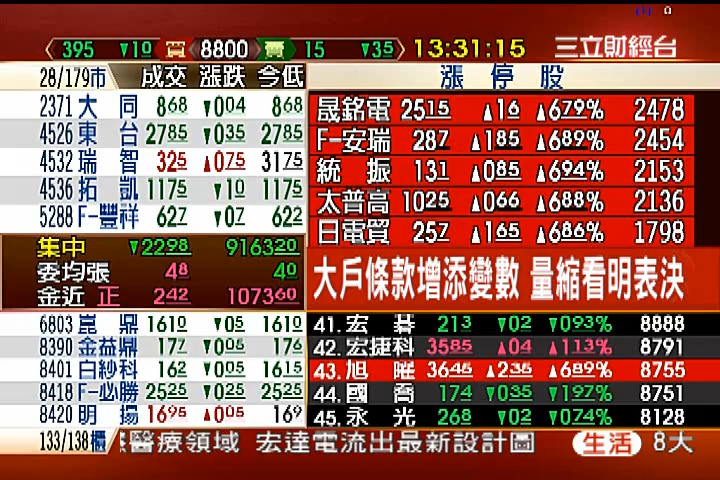 395 ▼10 買 8800 賣 15 ▼35 13:31:15 三立財經台
28/179市 成交 漲跌 今低
2371 大同 868 ▼004 868
4526 東台 2785 ▼035 2785
4532 瑞智 325 ▲075 3175
4536 拓凱 1175 ▼10 1175
5288 F-豐祥 627 ▼07 622
集中 ▼2298 916320
委均張 48 40
金近 正 242 107360
6803 崑鼎 1610 ▼05 1610
8390 金益鼎 177 ▼005 176
8401 白紗科 162 ▼005 1615
8418 F-必勝 2525 ▼025 2525
8420 明揚 1695 ▲005 169
133/138櫃
漲停股
晟銘電 2515 ▲16 ▲679% 2478
F-安瑞 287 ▲185 ▲689% 2454
統振 131 ▲085 ▲694% 2153
太普高 1025 ▲066 ▲688% 2136
日電貿 257 ▲165 ▲686% 1798
大戶條款增添變數 量縮看明表決
41.宏碁 213 ▼02 ▼093% 8888
42.宏捷科 3585 ▲04 ▲113% 8791
43.旭曜 3645 ▲235 ▲689% 8755
44.國喬 174 ▼035 ▼197% 8751
45.永光 268 ▼02 ▼074% 8128
醫療領域 宏達電流出最新設計圖 生活 8大